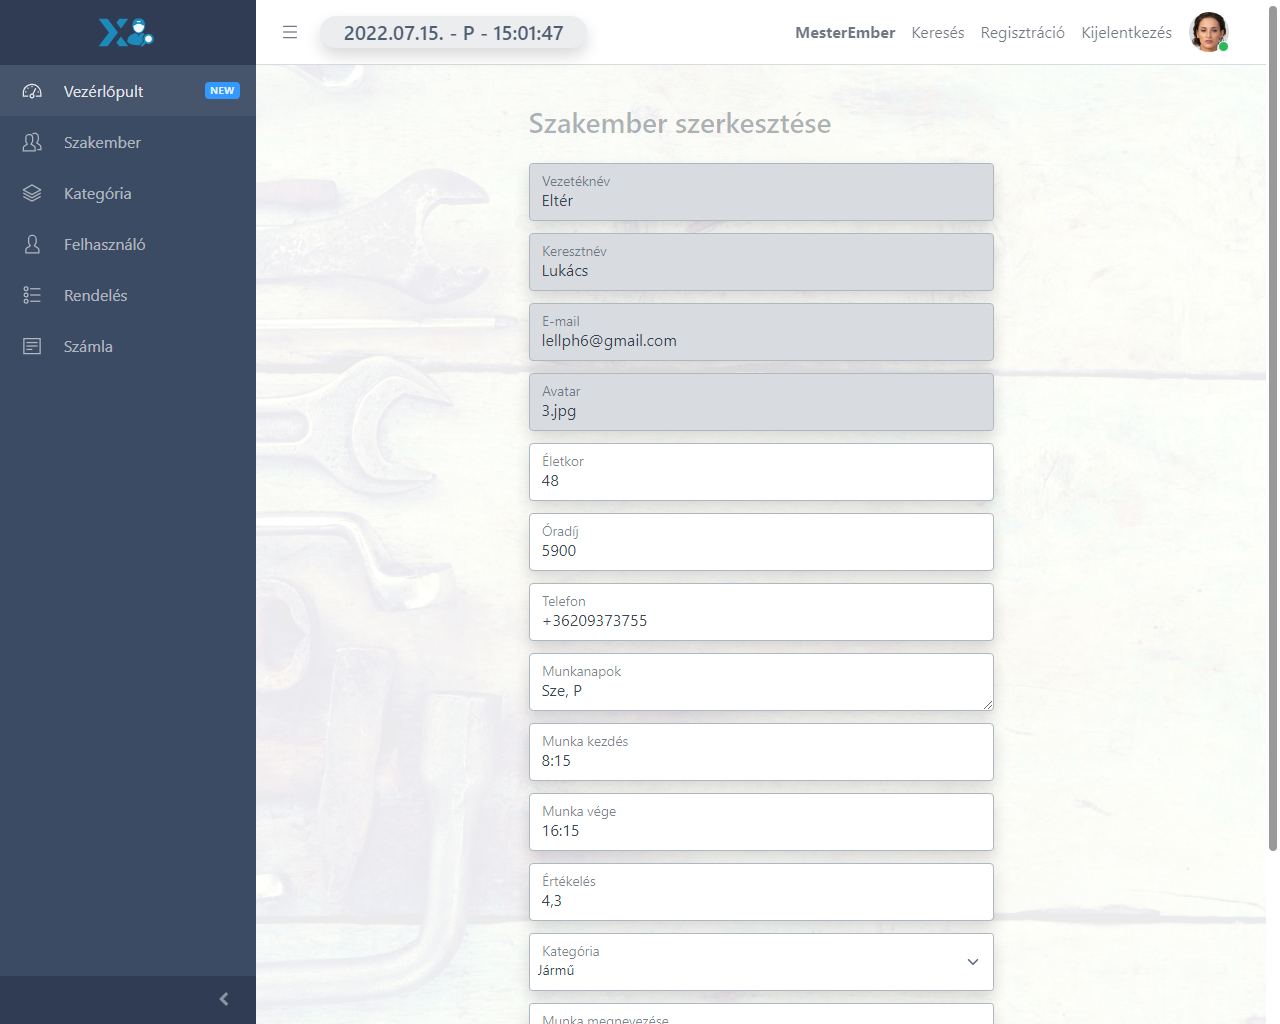 2022.07.15. - P - 15:01:47
MesterEmber
Keresés
Regisztráció
Kijelentkezés
Vezérlőpult
NEW
Szakember
Kategória
Felhasználó
Rendelés
Számla
Szakember szerkesztése
Vezetéknév
Eltér
Keresztnév
Lukács
E-mail
lellph6@gmail.com
Avatar
3.jpg
Életkor
48
Óradíj
5900
Telefon
+36209373755
Munkanapok
Sze, P
Munka kezdés
8:15
Munka vége
16:15
Értékelés
4,3
Kategória
Jármű
Munka megnevezése